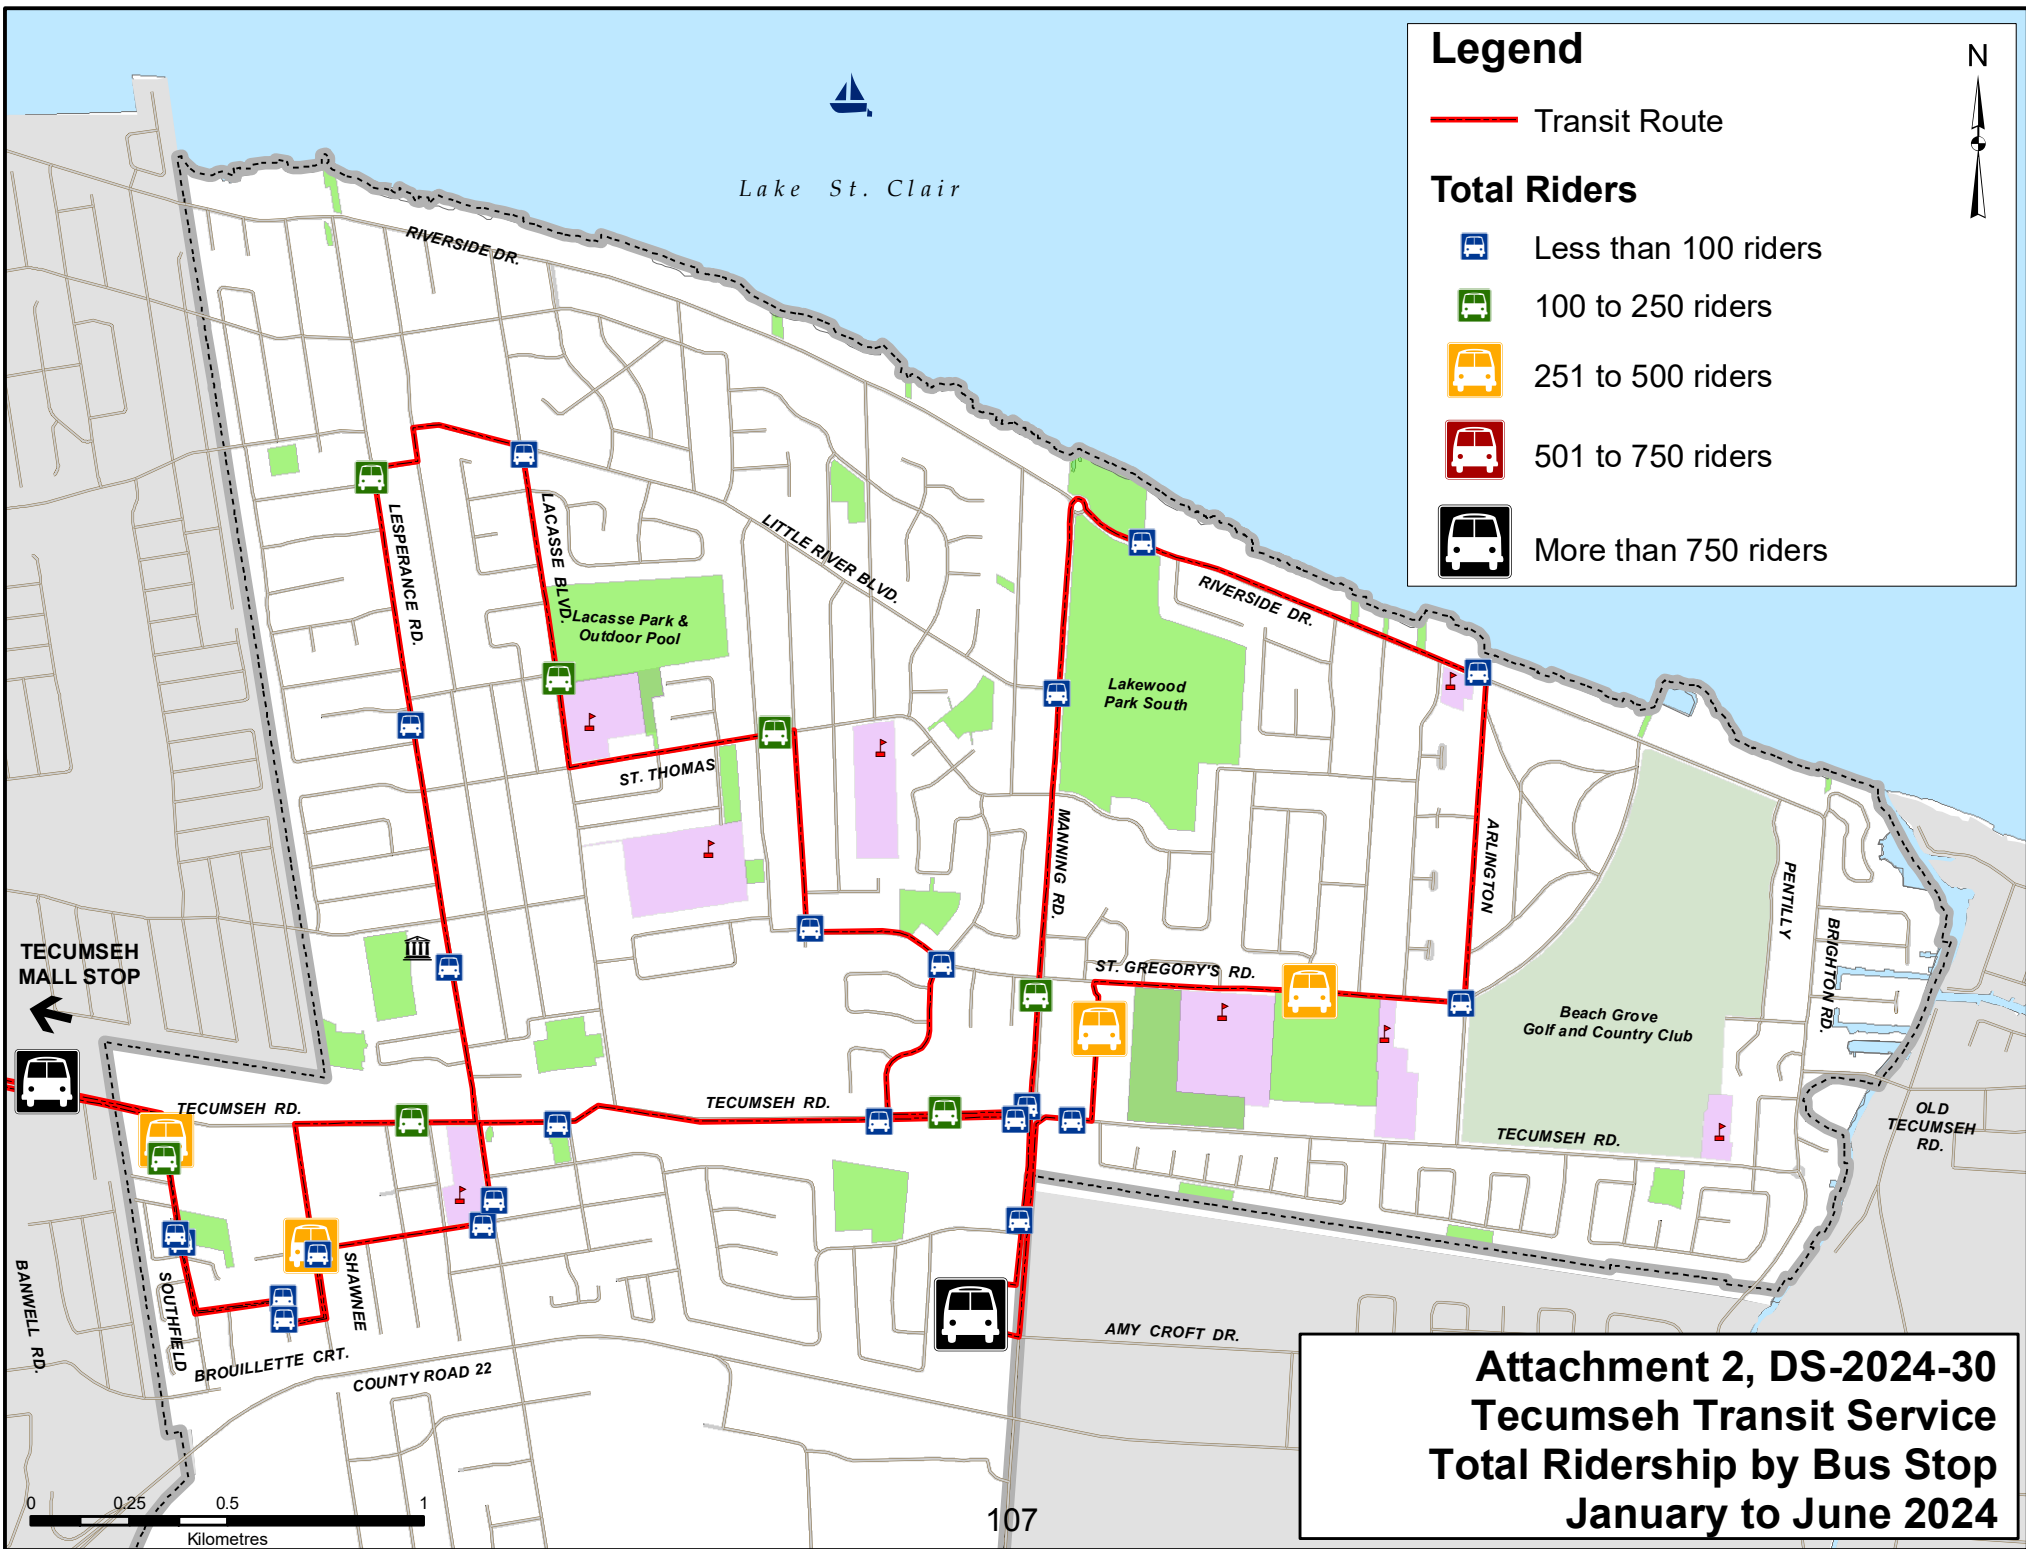 Legend
N
Transit Route
Total Riders
Less than 100 riders
100 to 250 riders
251 to 500 riders
501 to 750 riders
More than 750 riders
Lake St. Clair
RIVERSIDE DR.
LESPERANCE RD.
LACASSE BLVD.
LITTLE RIVER BLVD.
Lacasse Park &
Outdoor Pool
RIVERSIDE DR.
Lakewood
Park South
ST. THOMAS
MANNING RD.
ARLINGTON
PENTILLY
BRIGHTON RD.
TECUMSEH
MALL STOP
ST. GREGORY'S RD.
Beach Grove
Golf and Country Club
TECUMSEH RD.
TECUMSEH RD.
TECUMSEH RD.
OLD
TECUMSEH
RD.
BANWELL RD.
SOUTHFIELD
SHAWNEE
BROUILLETTE CRT.
COUNTY ROAD 22
AMY CROFT DR.
Attachment 2, DS-2024-30
Tecumseh Transit Service
Total Ridership by Bus Stop
January to June 2024
0 0.25 0.5 1
Kilometres
107